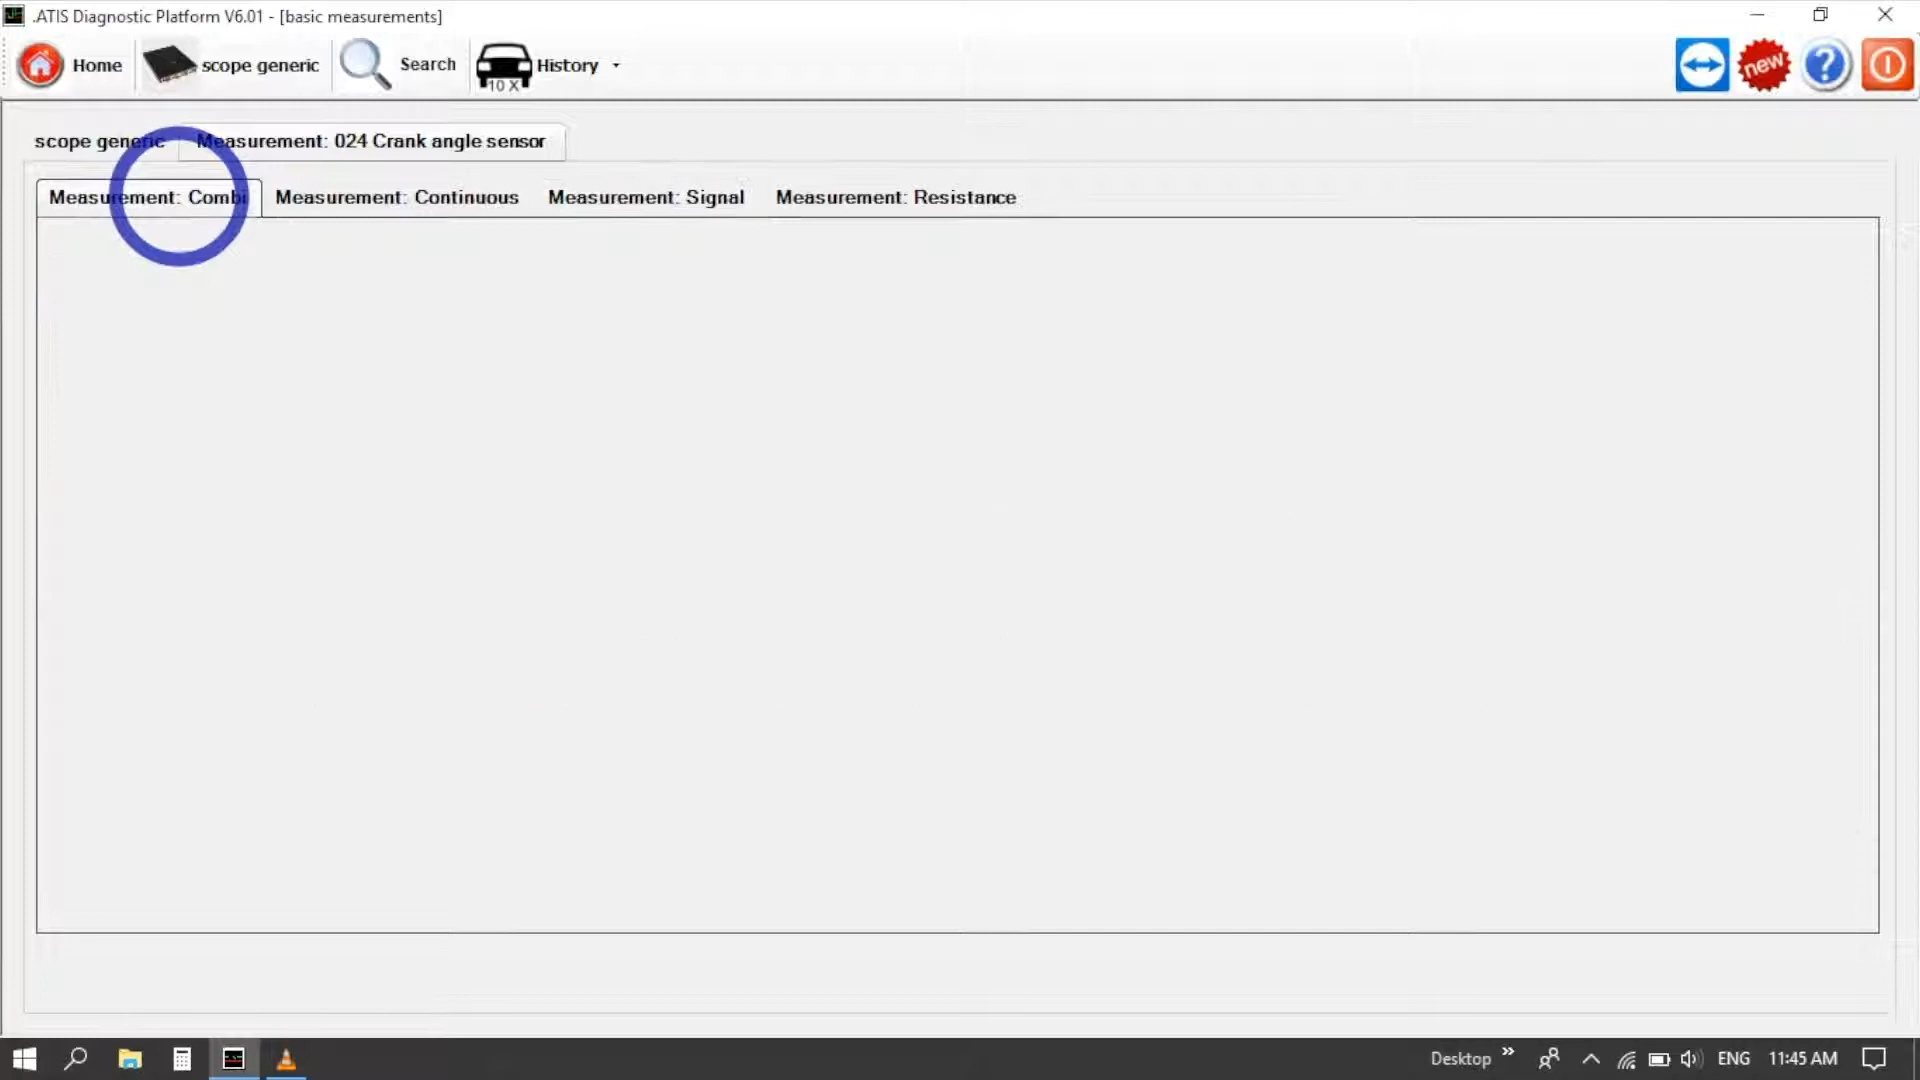 .ATIS Diagnostic Platform V6.01 - [basic measurements]
Home
scope generic
Search
10 X
History
new
?
scope generic
Measurement: 024 Crank angle sensor
Measurement: Combi
Measurement: Continuous
Measurement: Signal
Measurement: Resistance
Desktop
ENG
11:45 AM